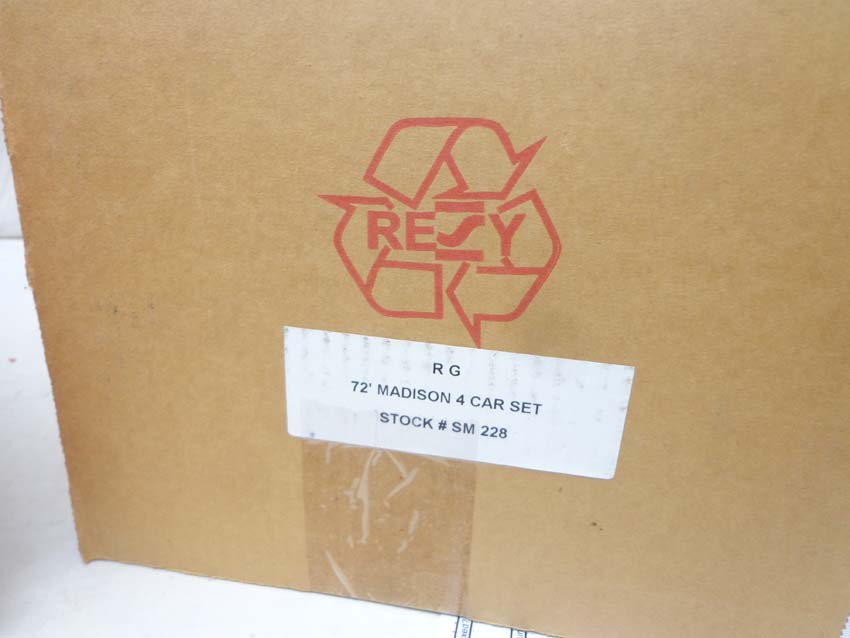 RESY
R G
72' MADISON 4 CAR SET
STOCK # SM 228